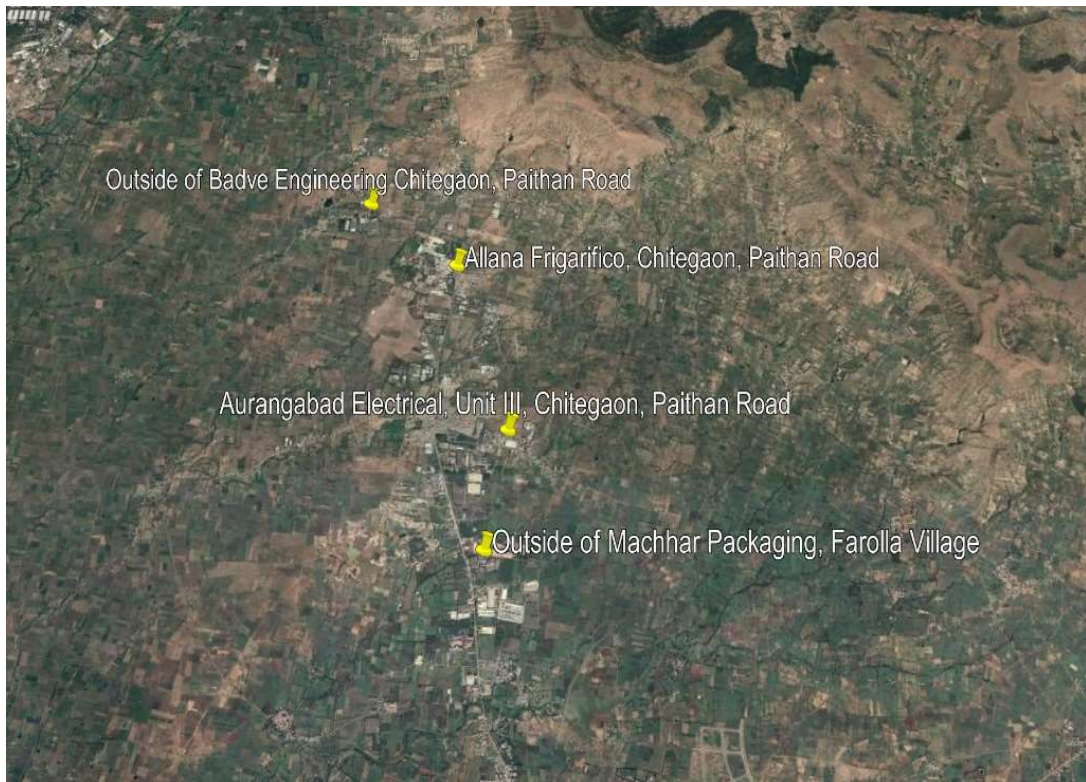 Outside of Badve Engineering Chitegaon, Paithan Road
Allana Frigarifico, Chitegaon, Paithan Road
Aurangabad Electrical, Unit III, Chitegaon, Paithan Road
Outside of Machhar Packaging, Farolla Village